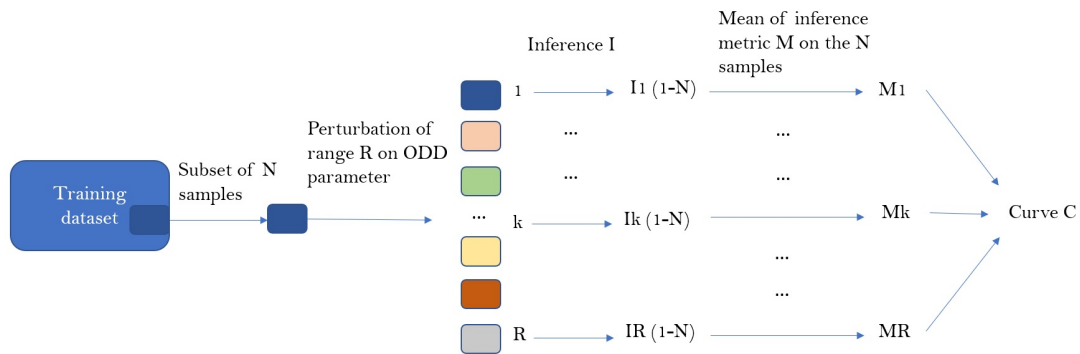 Training
dataset
Subset of N
samples
Perturbation of
range R on ODD
parameter
Inference I
Mean of inference
metric M on the N
samples
1
I1 (1-N)
M1
...
...
...
...
...
k
Ik (1-N)
Mk
Curve C
...
...
R
IR (1-N)
MR